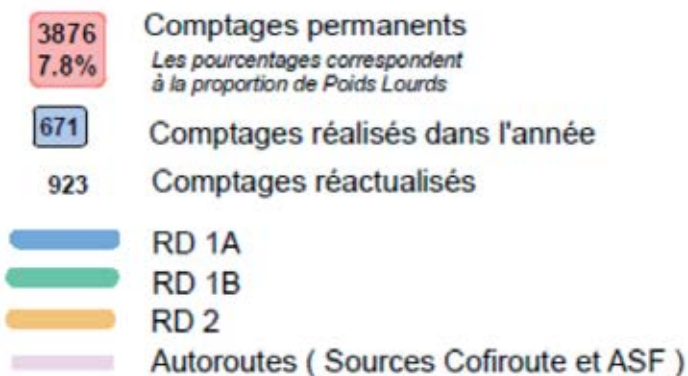 3876
7.8%
Comptages permanents
Les pourcentages correspondent
à la proportion de Poids Lourds
671
Comptages réalisés dans l'année
923
Comptages réactualisés
RD 1A
RD 1B
RD 2
Autoroutes ( Sources Cofiroute et ASF )